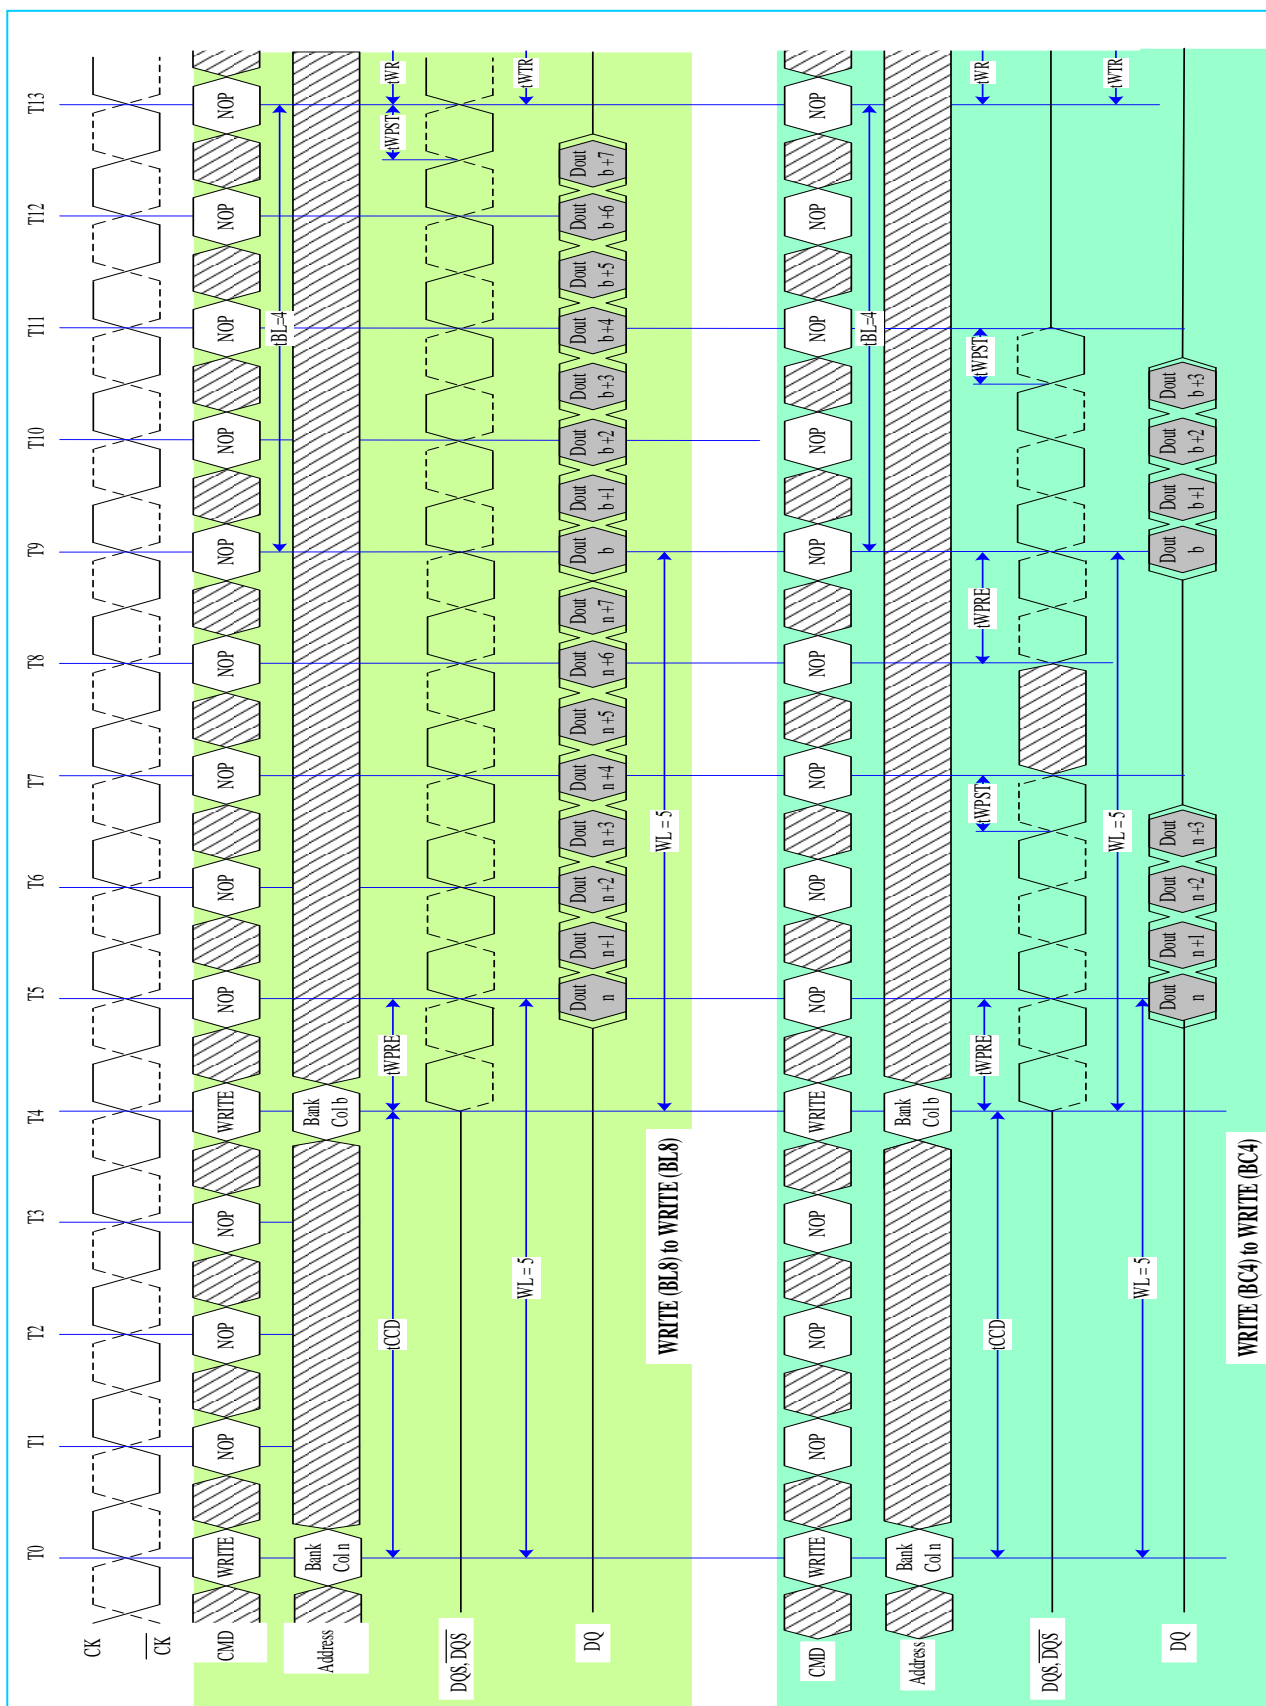 T0 T1 T2 T3 T4 T5 T6 T7 T8 T9 T10 T11 T12 T13
CK
CK
CMD WRITE NOP NOP NOP WRITE NOP NOP NOP NOP NOP NOP NOP NOP NOP
tBL=4
Address
Bank
Col n
Bank
Col b
tCCD tWPRE tWPST tWR
DQS, DQS
WL = 5 tWTR
DQ
Dout
n
Dout
n+1
Dout
n+2
Dout
n+3
Dout
n+4
Dout
n+5
Dout
n+6
Dout
n+7
Dout
b
Dout
b+1
Dout
b+2
Dout
b+3
Dout
b+4
Dout
b+5
Dout
b+6
Dout
b+7
WL = 5
WRITE (BL8) to WRITE (BL8)
CMD WRITE NOP NOP NOP WRITE NOP NOP NOP NOP NOP NOP NOP NOP NOP
tBL=4
Address
Bank
Col n
Bank
Col b
tCCD tWPRE tWPST tWPRE tWPST tWR
DQS, DQS
WL = 5 tWTR
WL = 5
DQ
Dout
n
Dout
n+1
Dout
n+2
Dout
n+3
Dout
b
Dout
b+1
Dout
b+2
Dout
b+3
WRITE (BC4) to WRITE (BC4)